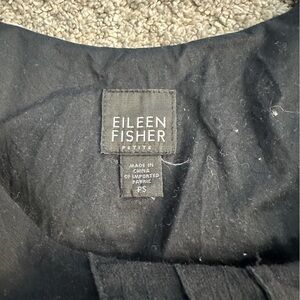 EILEEN
FISHER
PETITE
MADE IN
CHINA
OF IMPORTED
FABRIC
PS